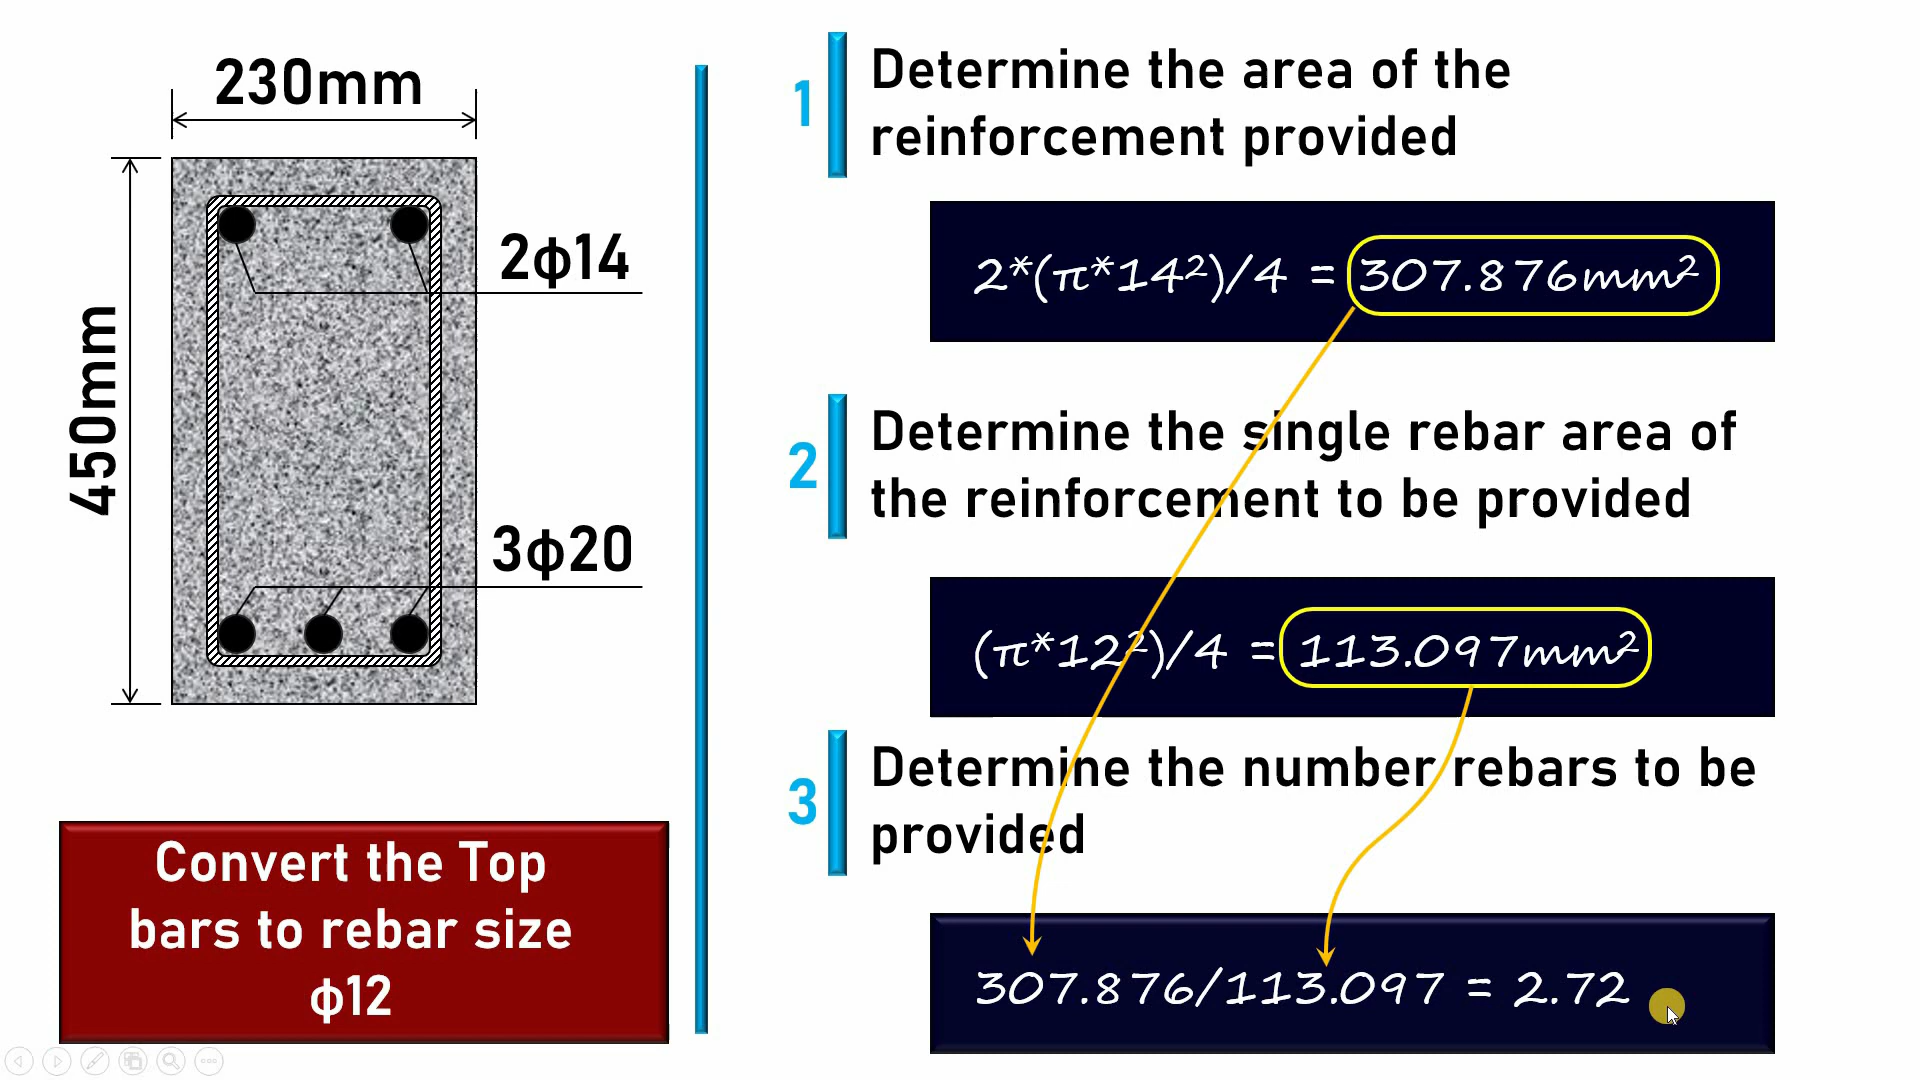 230mm
450mm
2ϕ14
3ϕ20
Convert the Top
bars to rebar size
ϕ12
1
Determine the area of the
reinforcement provided
2*(π*14²)/4 = 307.876mm²
2
Determine the single rebar area of
the reinforcement to be provided
(π*12²)/4 = 113.097mm²
3
Determine the number rebars to be
provided
307.876/113.097 = 2.72